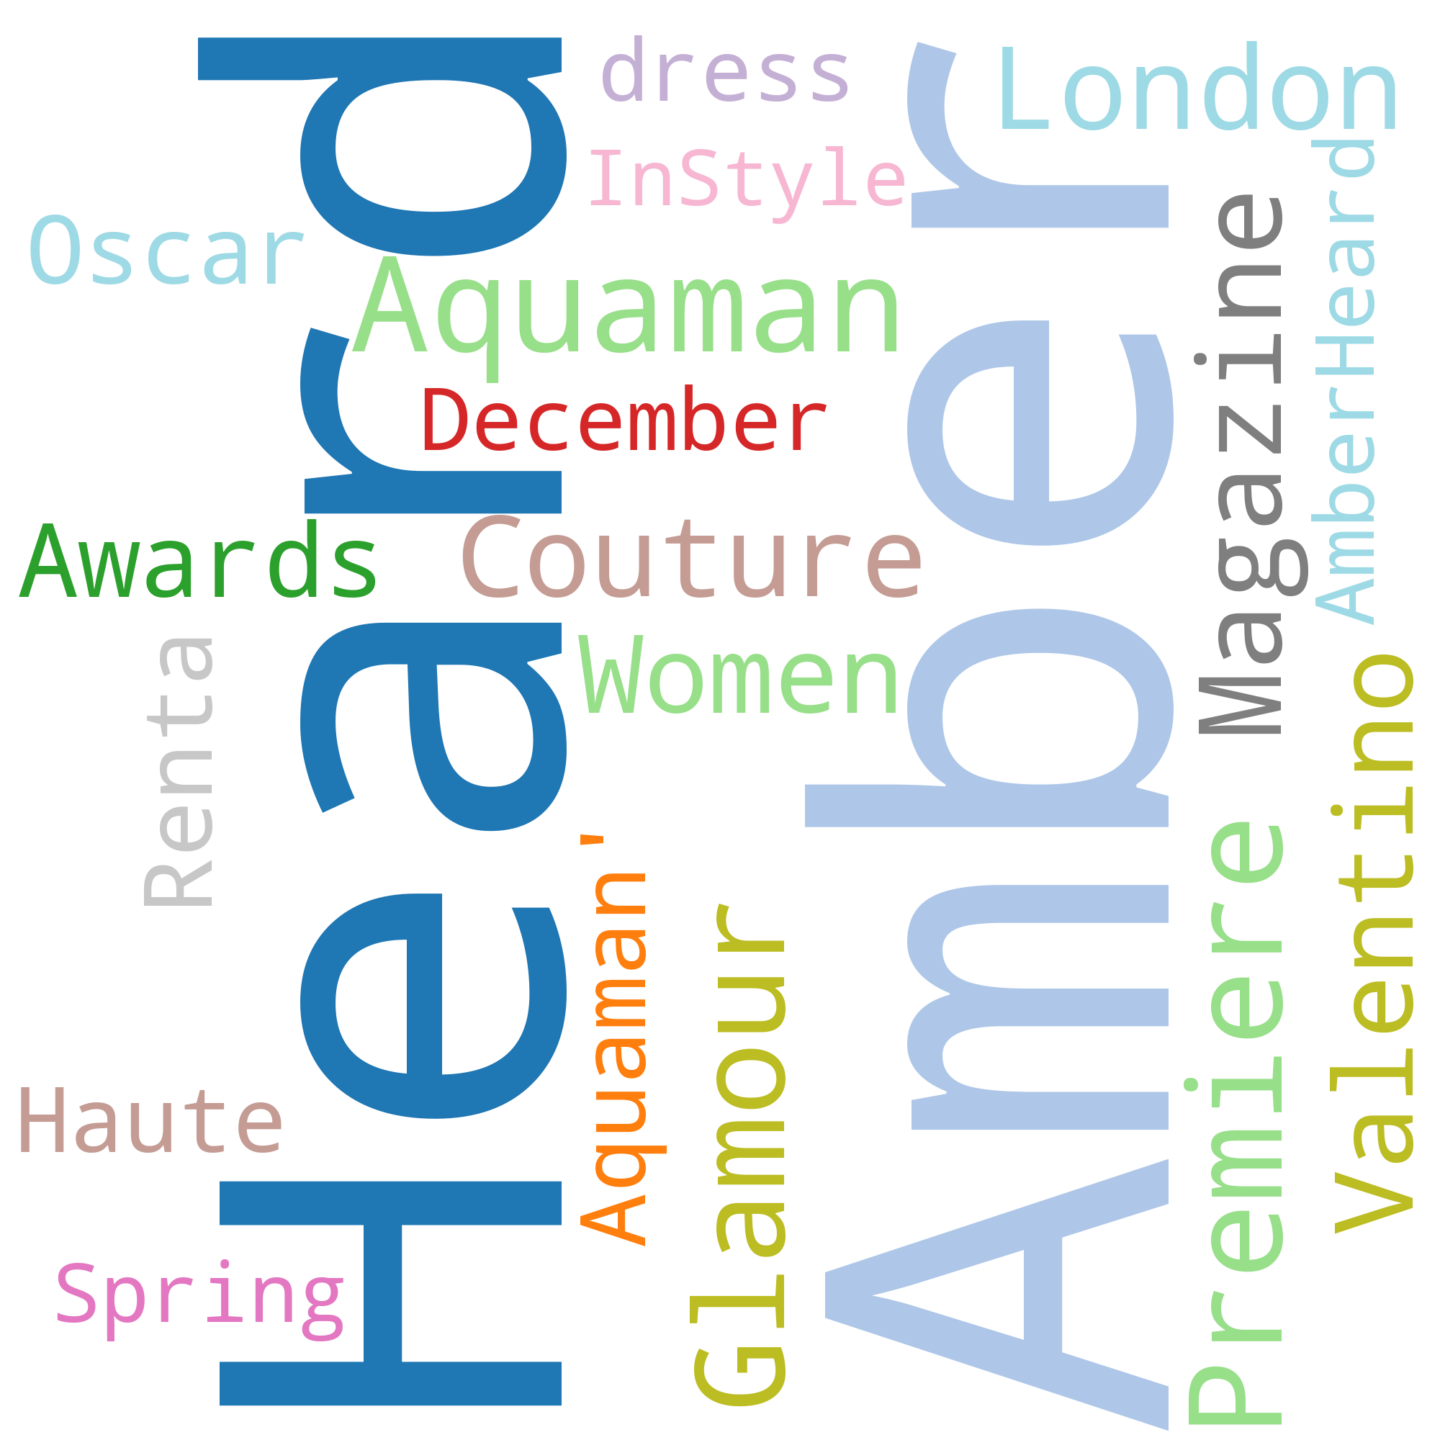 Heard
dress
London
InStyle
Oscar
Aquaman
Amber
AmberHeard
Magazine
December
Awards
Couture
Women
Renta
Valentino
Premiere
Aquaman'
Glamour
Haute
Spring